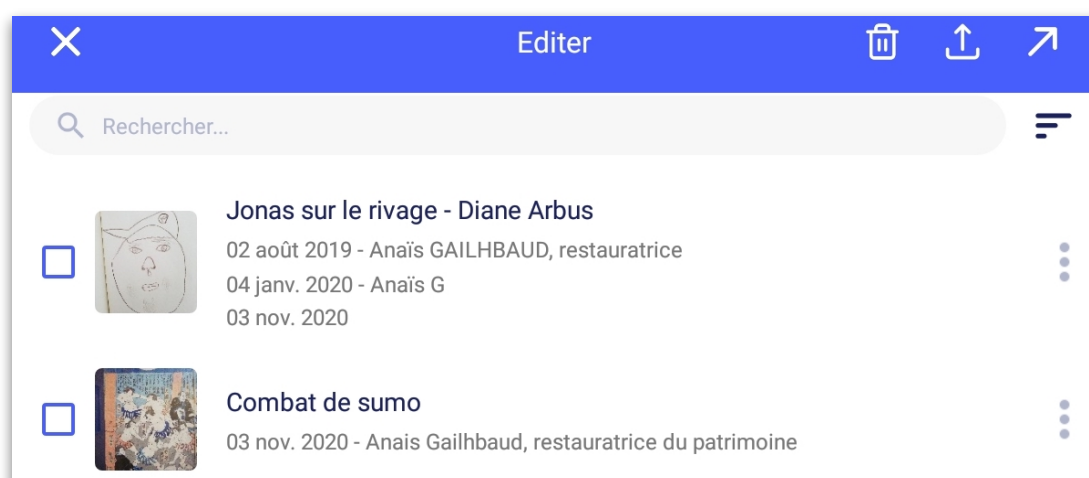 Editer
Rechercher...
Jonas sur le rivage - Diane Arbus
02 août 2019 - Anaïs GAILHBAUD, restauratrice
04 janv. 2020 - Anaïs G
03 nov. 2020
Combat de sumo
03 nov. 2020 - Anais Gailhbaud, restauratrice du patrimoine